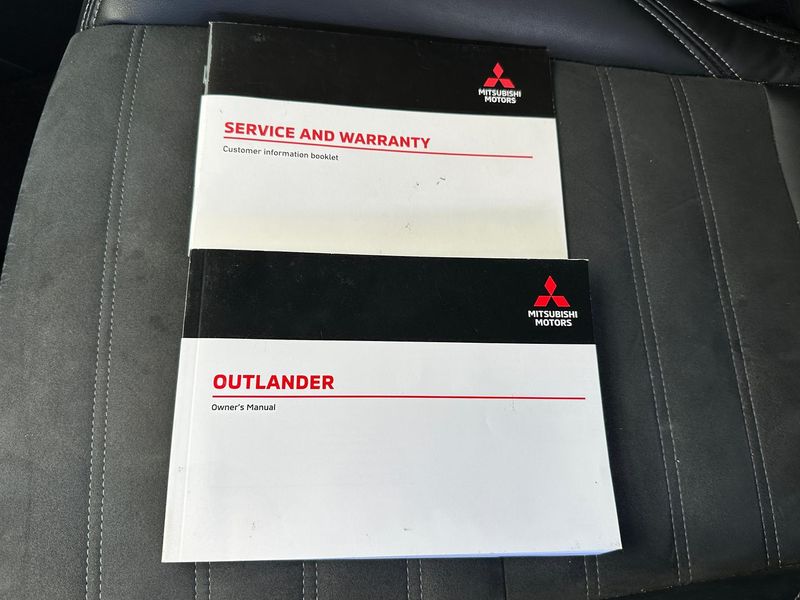 MITSUBISHI
MOTORS
SERVICE AND WARRANTY
Customer information booklet
MITSUBISHI
MOTORS
OUTLANDER
Owner's Manual